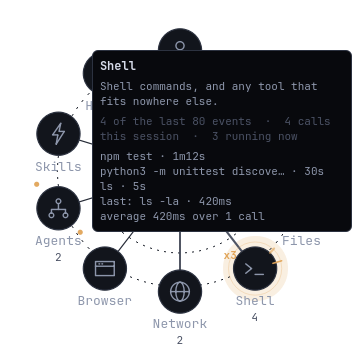 Shell
Shell commands, and any tool that
fits nowhere else.
4 of the last 80 events · 4 calls
this session · 3 running now
npm test · 1m12s
python3 -m unittest discove… · 30s
ls · 5s
last: ls -la · 420ms
average 420ms over 1 call
Skills
Agents
2
Files
x3
Browser
Shell
4
Network
2